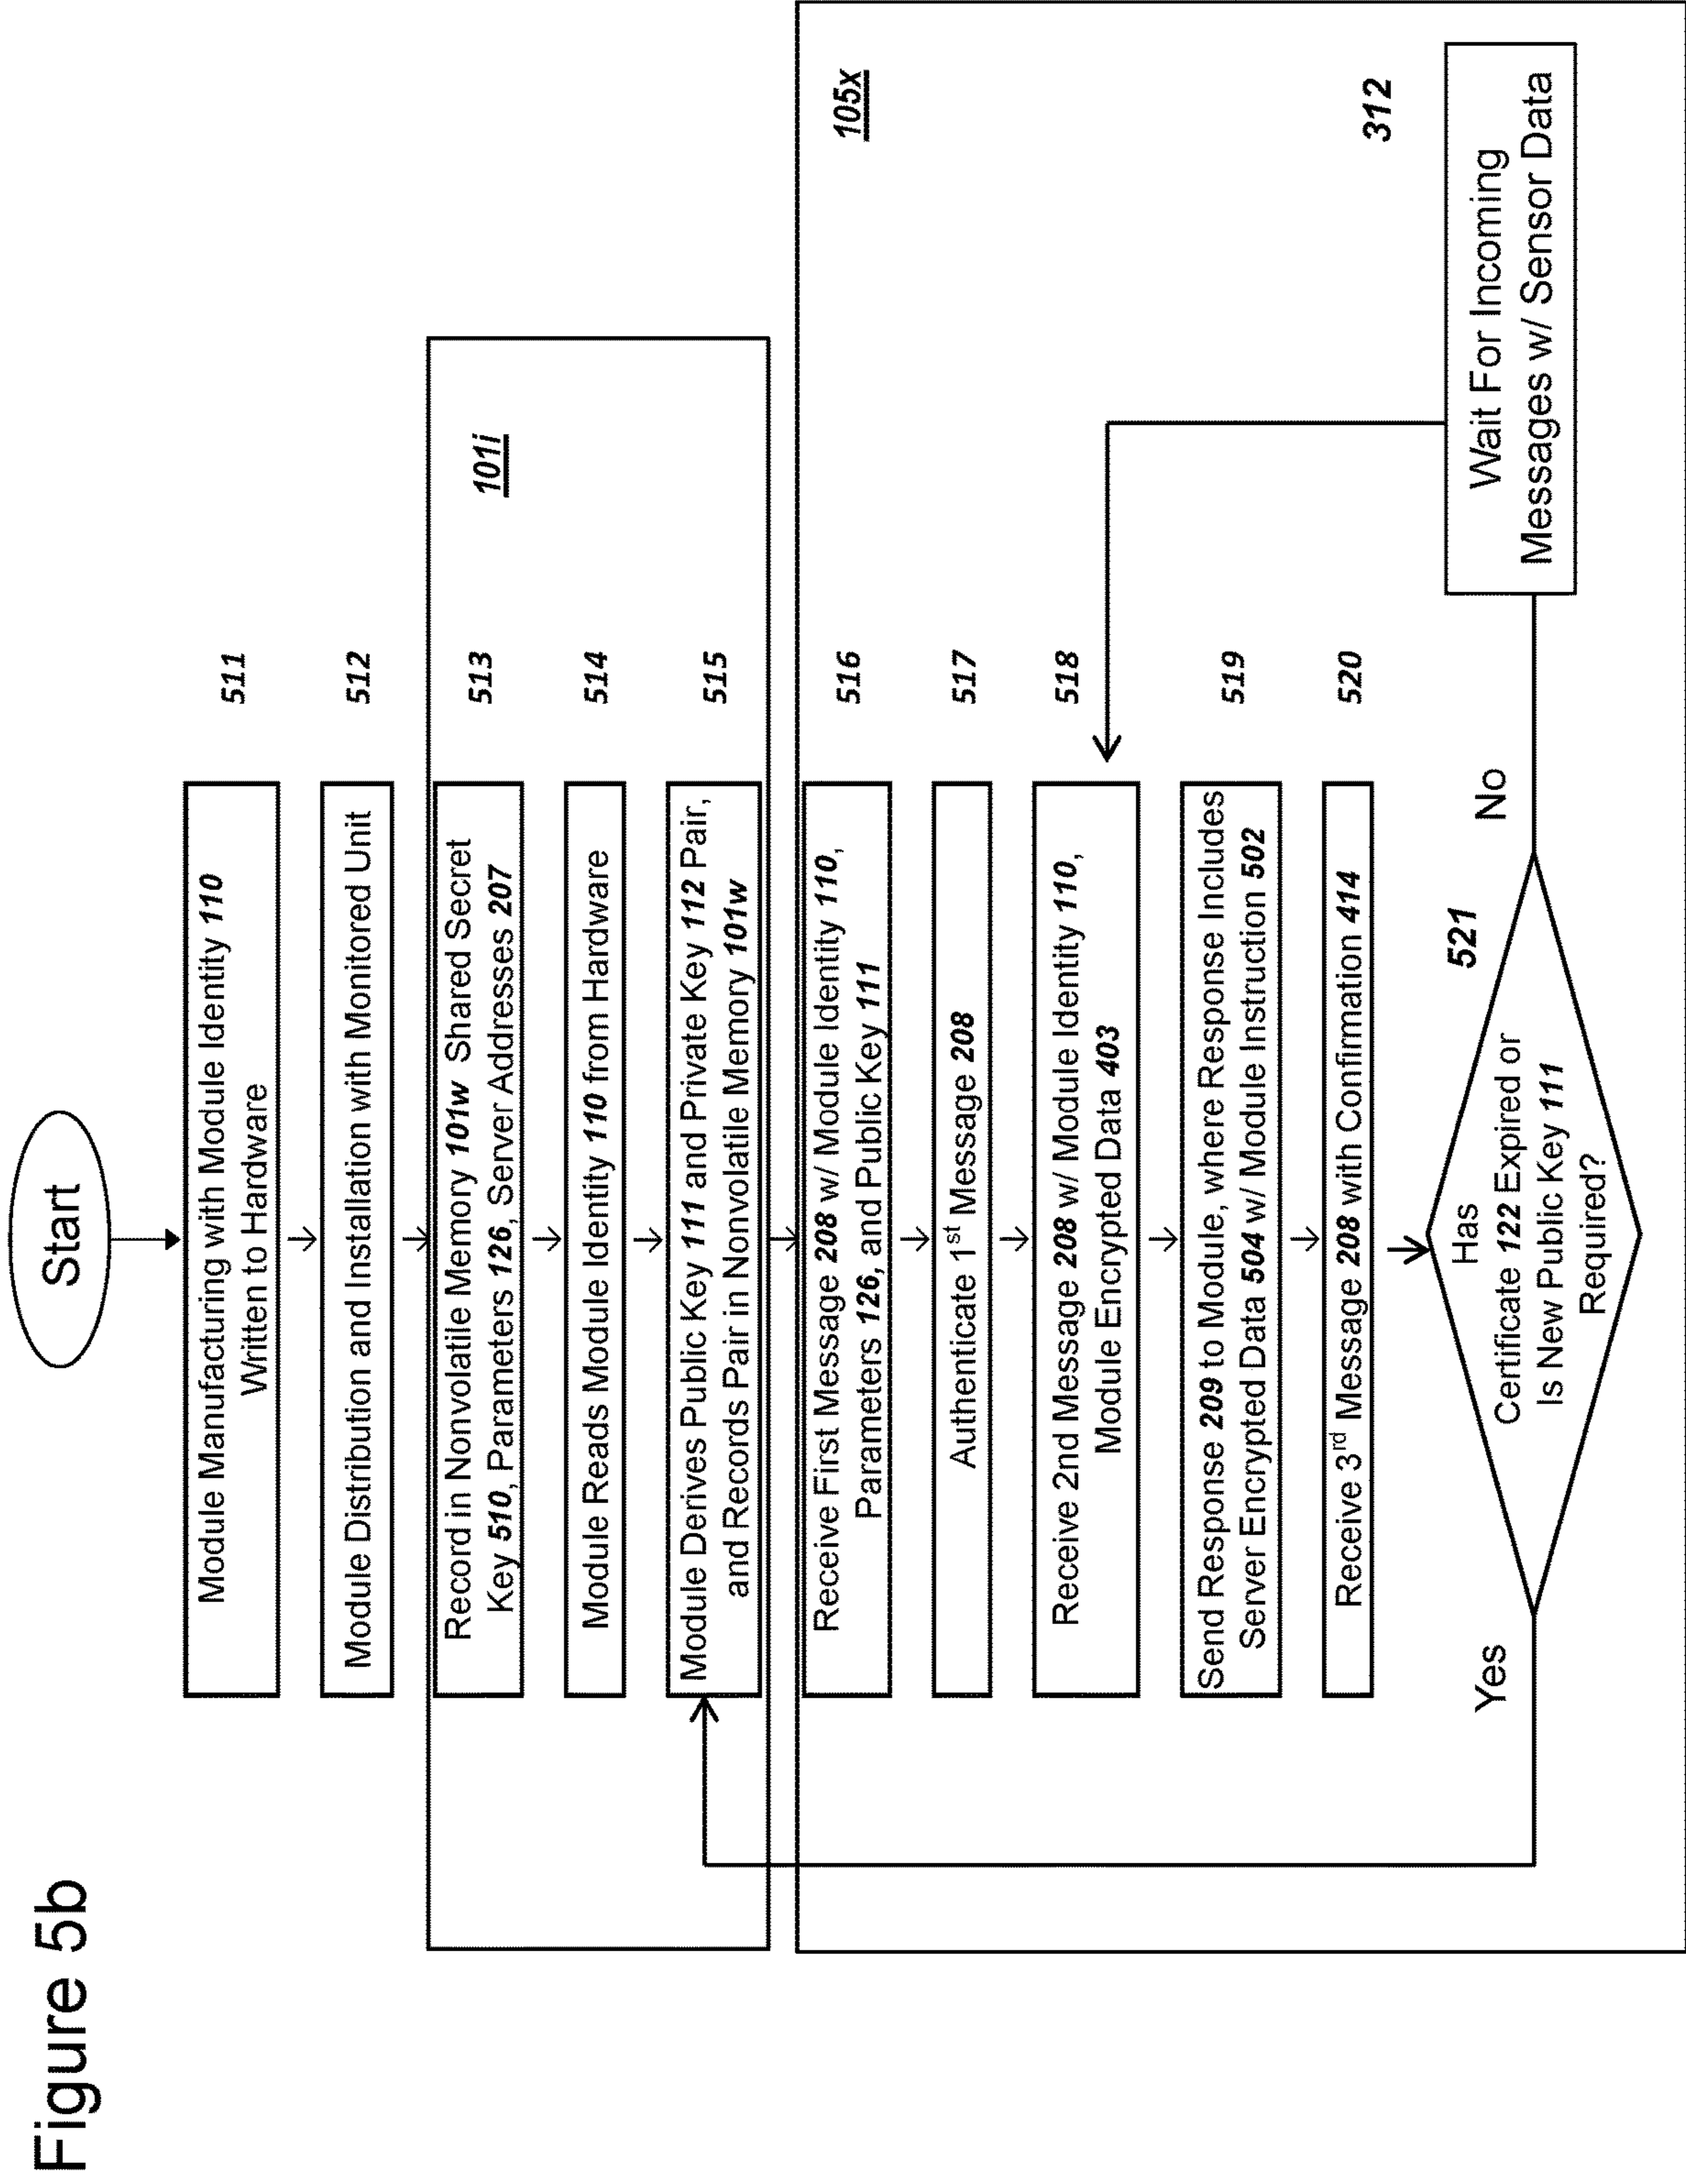 Figure 5b
Start
Module Manufacturing with Module Identity 110
Written to Hardware
511
Module Distribution and Installation with Monitored Unit
512
101i
Record in Nonvolatile Memory 101w Shared Secret
Key 510, Parameters 126, Server Addresses 207
513
Module Reads Module Identity 110 from Hardware
514
Module Derives Public Key 111 and Private Key 112 Pair,
and Records Pair in Nonvolatile Memory 101w
515
105x
Receive First Message 208 w/ Module Identity 110,
Parameters 126, and Public Key 111
516
Authenticate 1st Message 208
517
Receive 2nd Message 208 w/ Module Identity 110,
Module Encrypted Data 403
518
Send Response 209 to Module, where Response Includes
Server Encrypted Data 504 w/ Module Instruction 502
519
Receive 3rd Message 208 with Confirmation 414
520
Has
Certificate 122 Expired or
Is New Public Key 111
Required?
521
Yes
No
312
Wait For Incoming
Messages w/ Sensor Data